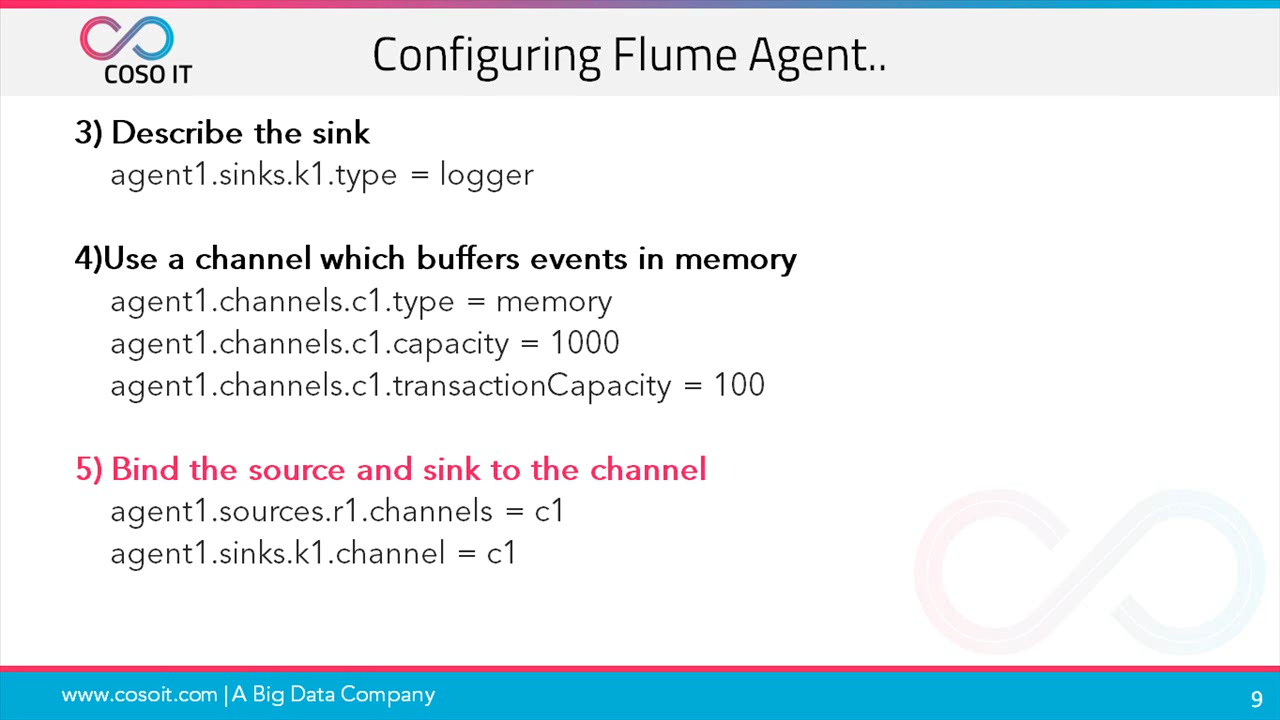 COSO IT
Configuring Flume Agent..
3) Describe the sink
agent1.sinks.k1.type = logger
4)Use a channel which buffers events in memory
agent1.channels.c1.type = memory
agent1.channels.c1.capacity = 1000
agent1.channels.c1.transactionCapacity = 100
5) Bind the source and sink to the channel
agent1.sources.r1.channels = c1
agent1.sinks.k1.channel = c1
www.cosoit.com | A Big Data Company
9